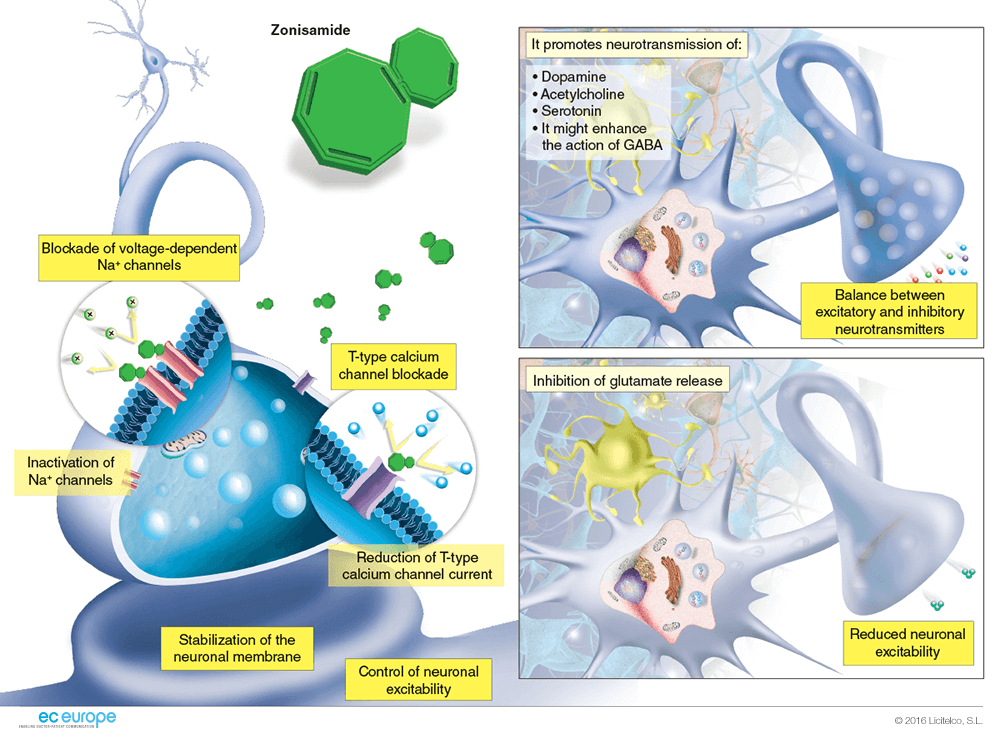 Zonisamide
Blockade of voltage-dependent
Na⁺ channels
T-type calcium
channel blockade
Inactivation of
Na⁺ channels
Reduction of T-type
calcium channel current
Stabilization of the
neuronal membrane
Control of neuronal
excitability
It promotes neurotransmission of:
• Dopamine
• Acetylcholine
• Serotonin
• It might enhance
the action of GABA
Balance between
excitatory and inhibitory
neurotransmitters
Inhibition of glutamate release
Reduced neuronal
excitability
ec europe
ENABLING DOCTOR-PATIENT COMMUNICATION
© 2016 Licitelco, S.L.